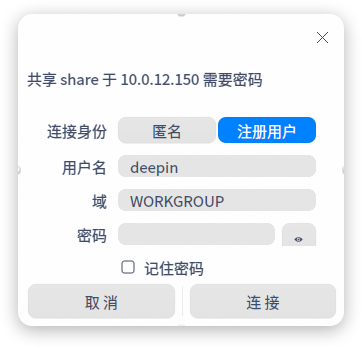 共享 share 于 10.0.12.150 需要密码
连接身份 匿名 注册用户
用户名 deepin
域 WORKGROUP
密码
记住密码
取 消 连 接